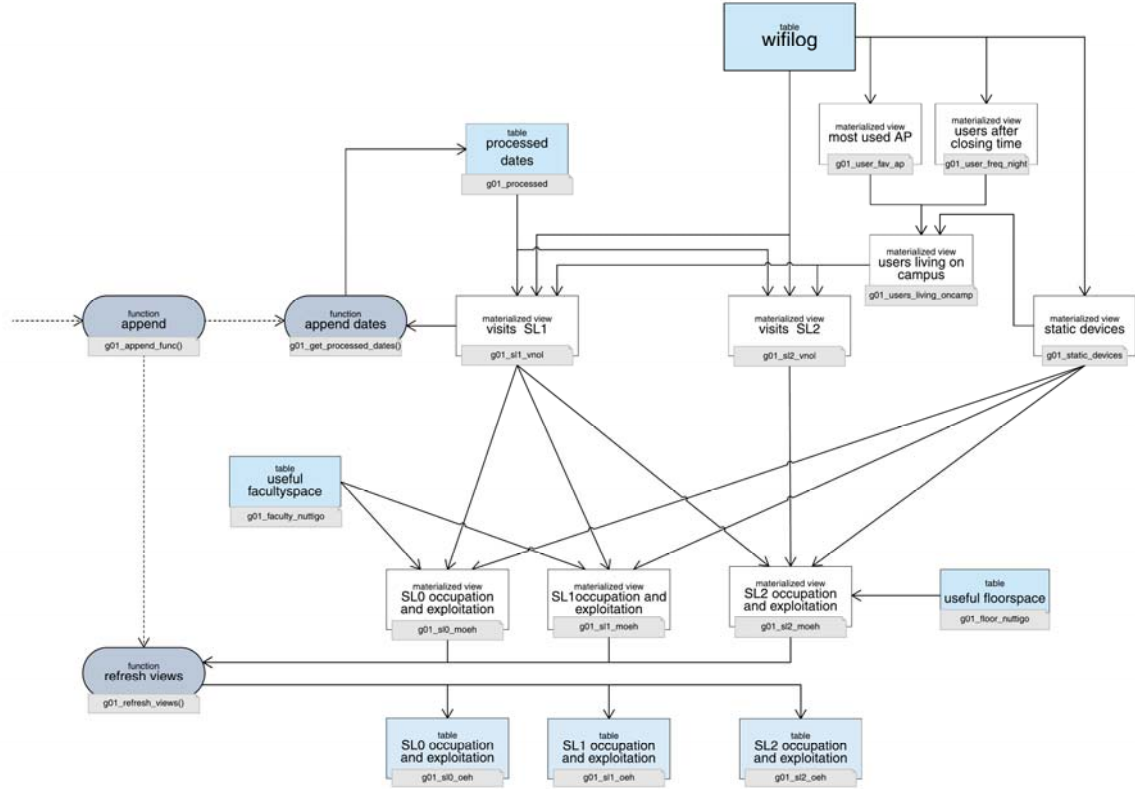 table
wifilog
materialized view
most used AP
g01_user_fav_ap
materialized view
users after
closing time
g01_user_freq_night
table
processed
dates
g01_processed
materialized view
users living on
campus
g01_users_living_oncamp
function
append
g01_append_func()
function
append dates
g01_get_processed_dates()
materialized view
visits SL1
g01_sl1_vnol
materialized view
visits SL2
g01_sl2_vnol
materialized view
static devices
g01_static_devices
table
useful
facultyspace
g01_faculty_nuttigo
materialized view
SL0 occupation
and exploitation
g01_sl0_moeh
materialized view
SL1occupation and
exploitation
g01_sl1_moeh
materialized view
SL2 occupation
and exploitation
g01_sl2_moeh
table
useful floorspace
g01_floor_nuttigo
function
refresh views
g01_refresh_views()
table
SL0 occupation
and exploitation
g01_sl0_oeh
table
SL1 occupation
and exploitation
g01_sl1_oeh
table
SL2 occupation
and exploitation
g01_sl2_oeh